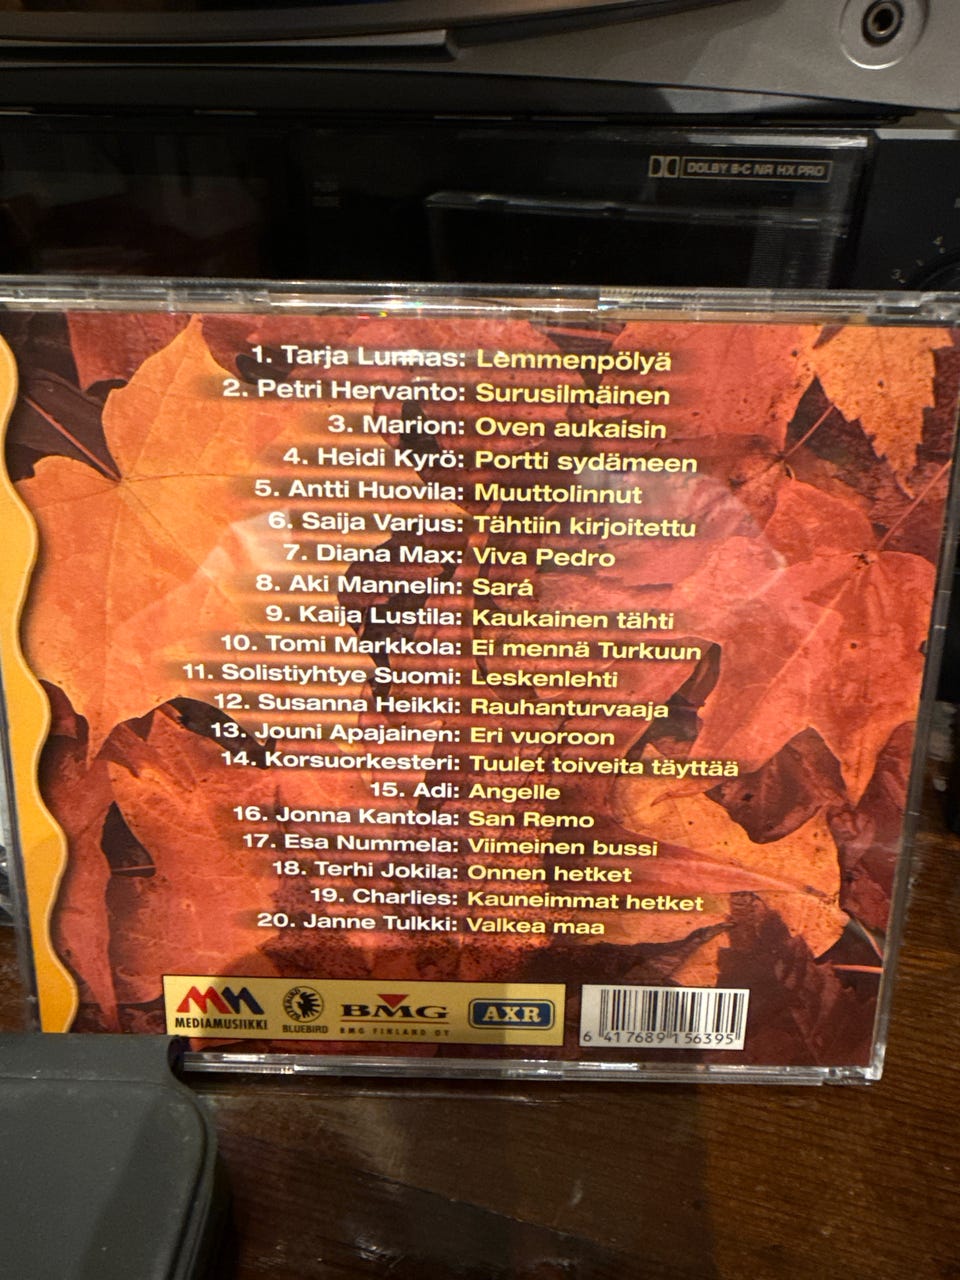 DOLBY B·C NR HX PRO
4
3
1. Tarja Lunnas: Lemmenpölyä
2. Petri Hervanto: Surusilmäinen
3. Marion: Oven aukaisin
4. Heidi Kyrö: Portti sydämeen
5. Antti Huovila: Muuttolinnut
6. Saija Varjus: Tähtiin kirjoitettu
7. Diana Max: Viva Pedro
8. Aki Mannelin: Sará
9. Kaija Lustila: Kaukainen tähti
10. Tomi Markkola: Ei mennä Turkuun
11. Solistiyhtye Suomi: Leskenlehti
12. Susanna Heikki: Rauhanturvaaja
13. Jouni Apajainen: Eri vuoroon
14. Korsuorkesteri: Tuulet toiveita täyttää
15. Adi: Angelle
16. Jonna Kantola: San Remo
17. Esa Nummela: Viimeinen bussi
18. Terhi Jokila: Onnen hetket
19. Charlies: Kauneimmat hetket
20. Janne Tulkki: Valkea maa
MM
MEDIAMUSIIKKI
BLUEBIRD
BLUEBIRD
BMG
BMG FINLAND OY
AXR
6 417689 156395